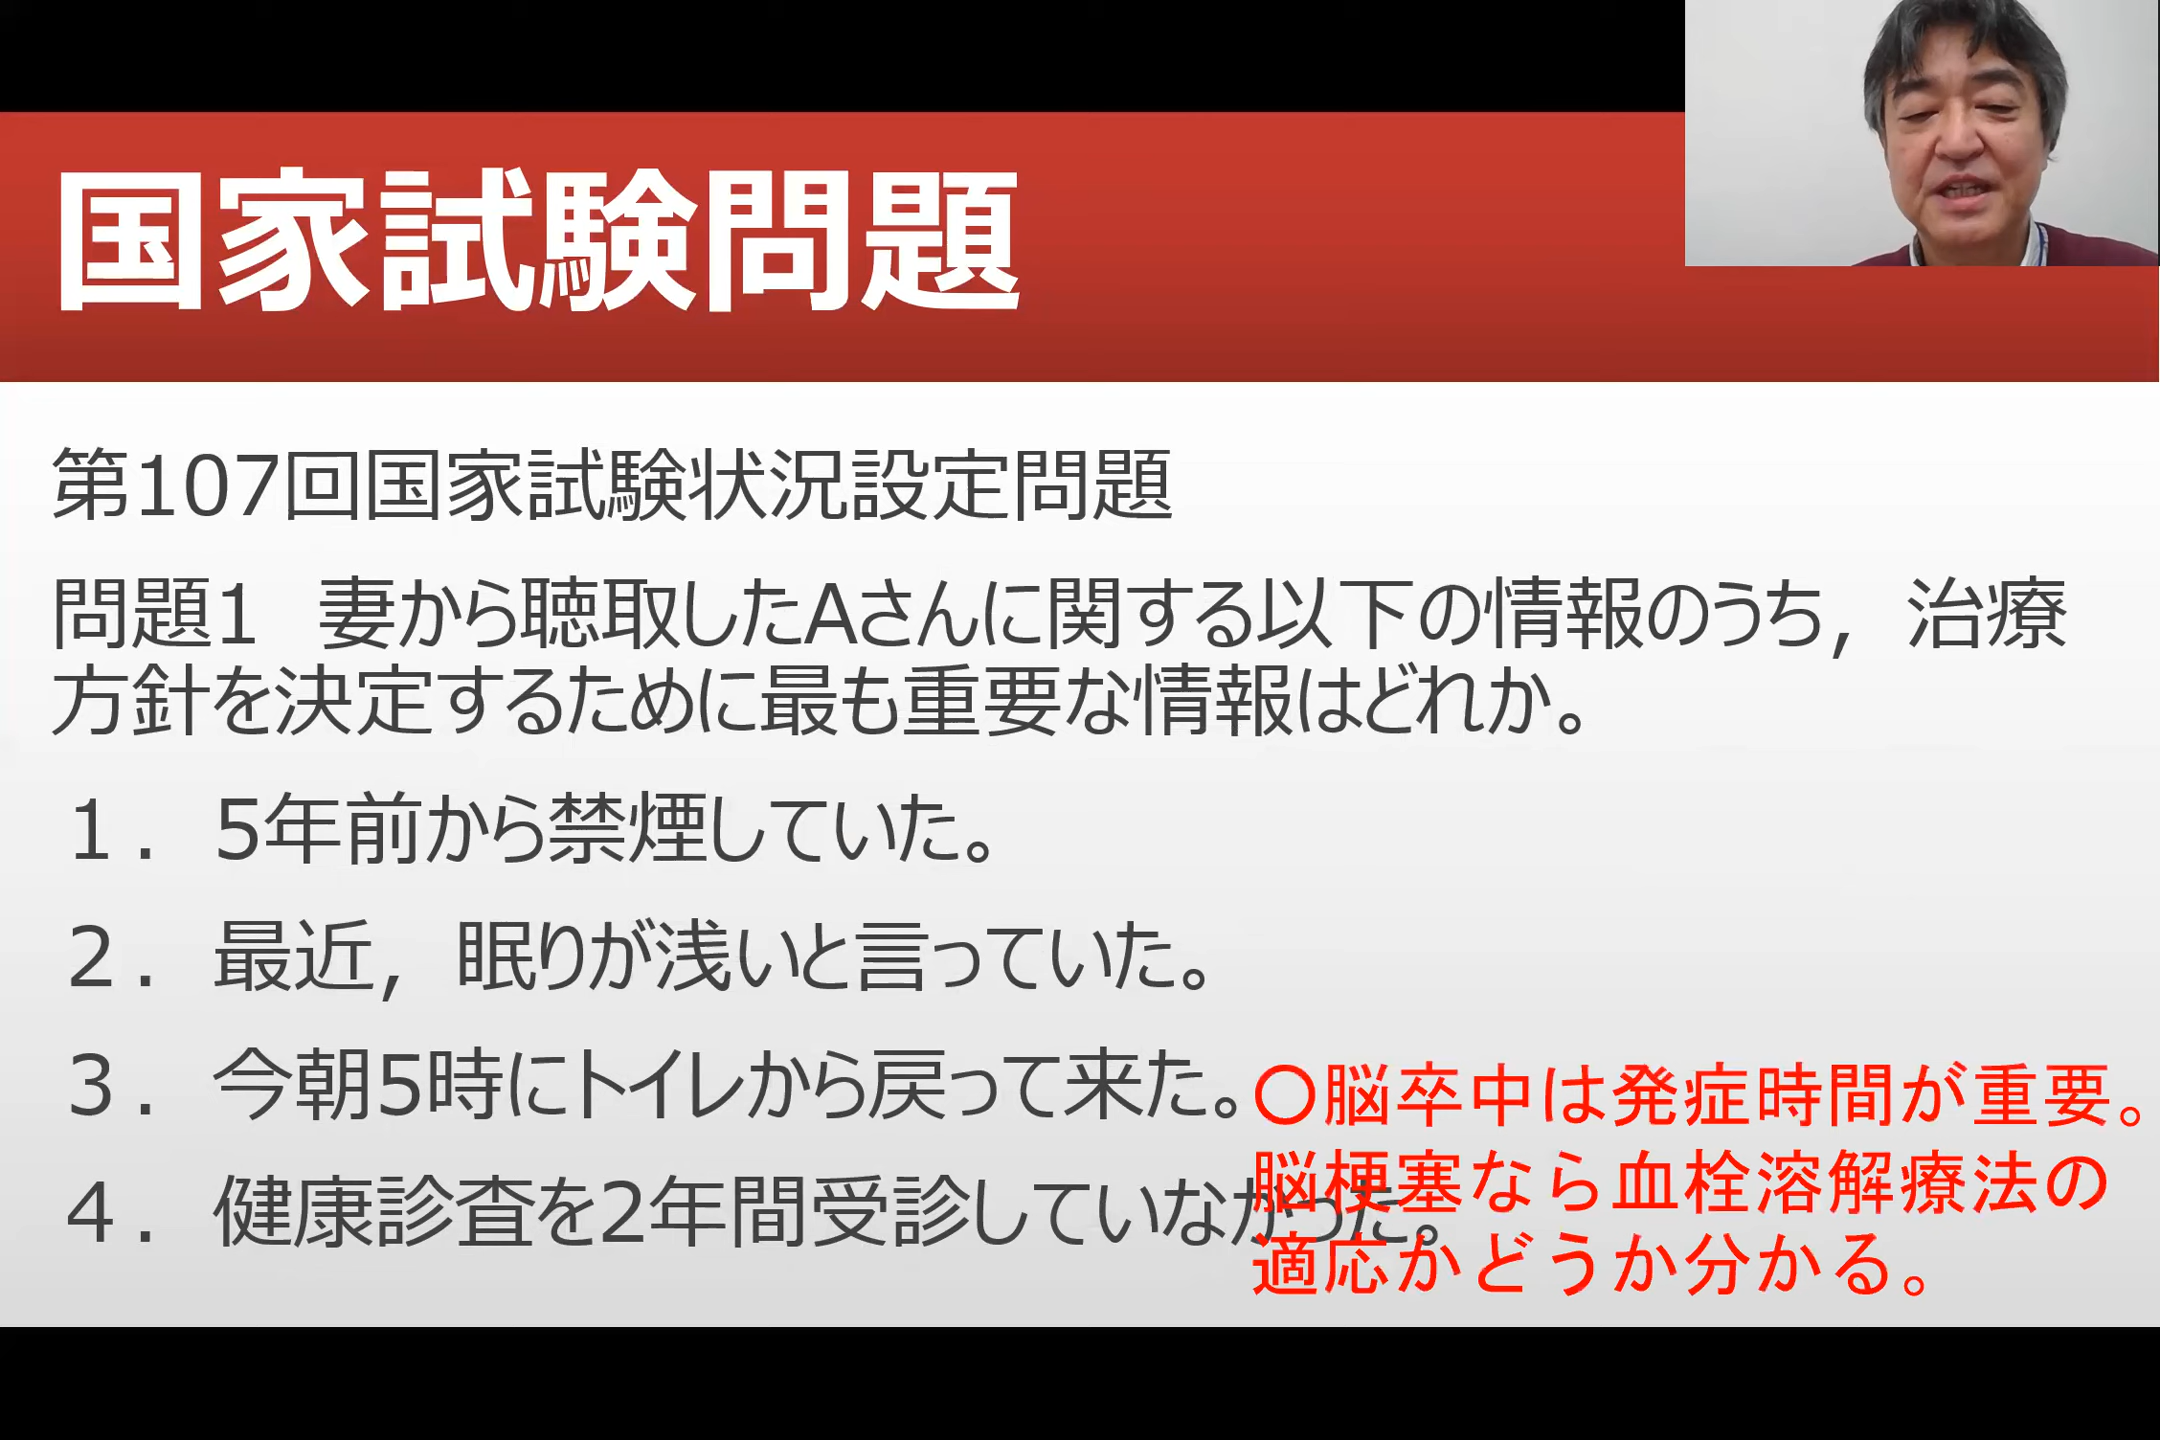 国家試験問題
第107回国家試験状況設定問題
問題1　妻から聴取したAさんに関する以下の情報のうち，治療
方針を決定するために最も重要な情報はどれか。
１．5年前から禁煙していた。
２．最近，眠りが浅いと言っていた。
３．今朝5時にトイレから戻って来た。
４．健康診査を2年間受診していなかった。
〇脳卒中は発症時間が重要。
脳梗塞なら血栓溶解療法の
適応かどうか分かる。